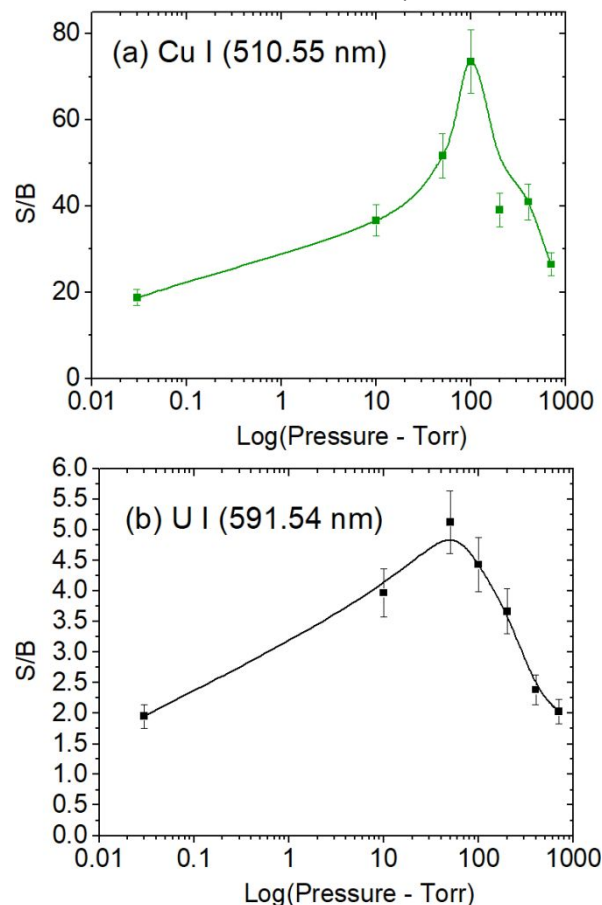 80
(a) Cu I (510.55 nm)
60
S/B
40
20
0
0.01 0.1 1 10 100 1000
Log(Pressure - Torr)
6.0
5.5
(b) U I (591.54 nm)
5.0
4.5
4.0
3.5
S/B
3.0
2.5
2.0
1.5
1.0
0.5
0.0
0.01 0.1 1 10 100 1000
Log(Pressure - Torr)